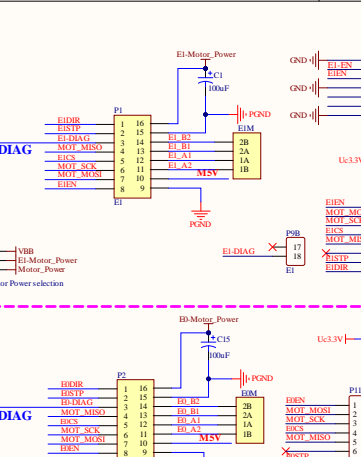 E1-Motor_Power
C1
100uF
PGND
P1
E1DIR
E1STP
E1-DIAG
MOT_MISO
E1CS
MOT_SCK
MOT_MOSI
E1EN
DIAG
1
2
3
4
5
6
7
8
16
15
14
13
12
11
10
9
E1
E1_B2
E1_B1
E1_A1
E1_A2
M5V
E1M
2B
2A
1A
1B
PGND
GND
GND
GND
E1-EN
E1EN
Uc3.3V
E1EN
MOT_MO
MOT_SC
E1CS
MOT_MIS
E1STP
E1DIR
P9B
17
18
E1
E1-DIAG
VBB
E1-Motor_Power
Motor_Power
or Power selection
E0-Motor_Power
C15
100uF
PGND
P2
E0DIR
E0STP
E0-DIAG
MOT_MISO
E0CS
MOT_SCK
MOT_MOSI
E0EN
DIAG
1
2
3
4
5
6
7
8
16
15
14
13
12
11
10
9
E0_B2
E0_B1
E0_A1
E0_A2
M5V
E0M
2B
2A
1A
1B
Uc3.3V
P11
E0EN
MOT_MOSI
MOT_SCK
E0CS
MOT_MISO
1
2
3
4
5